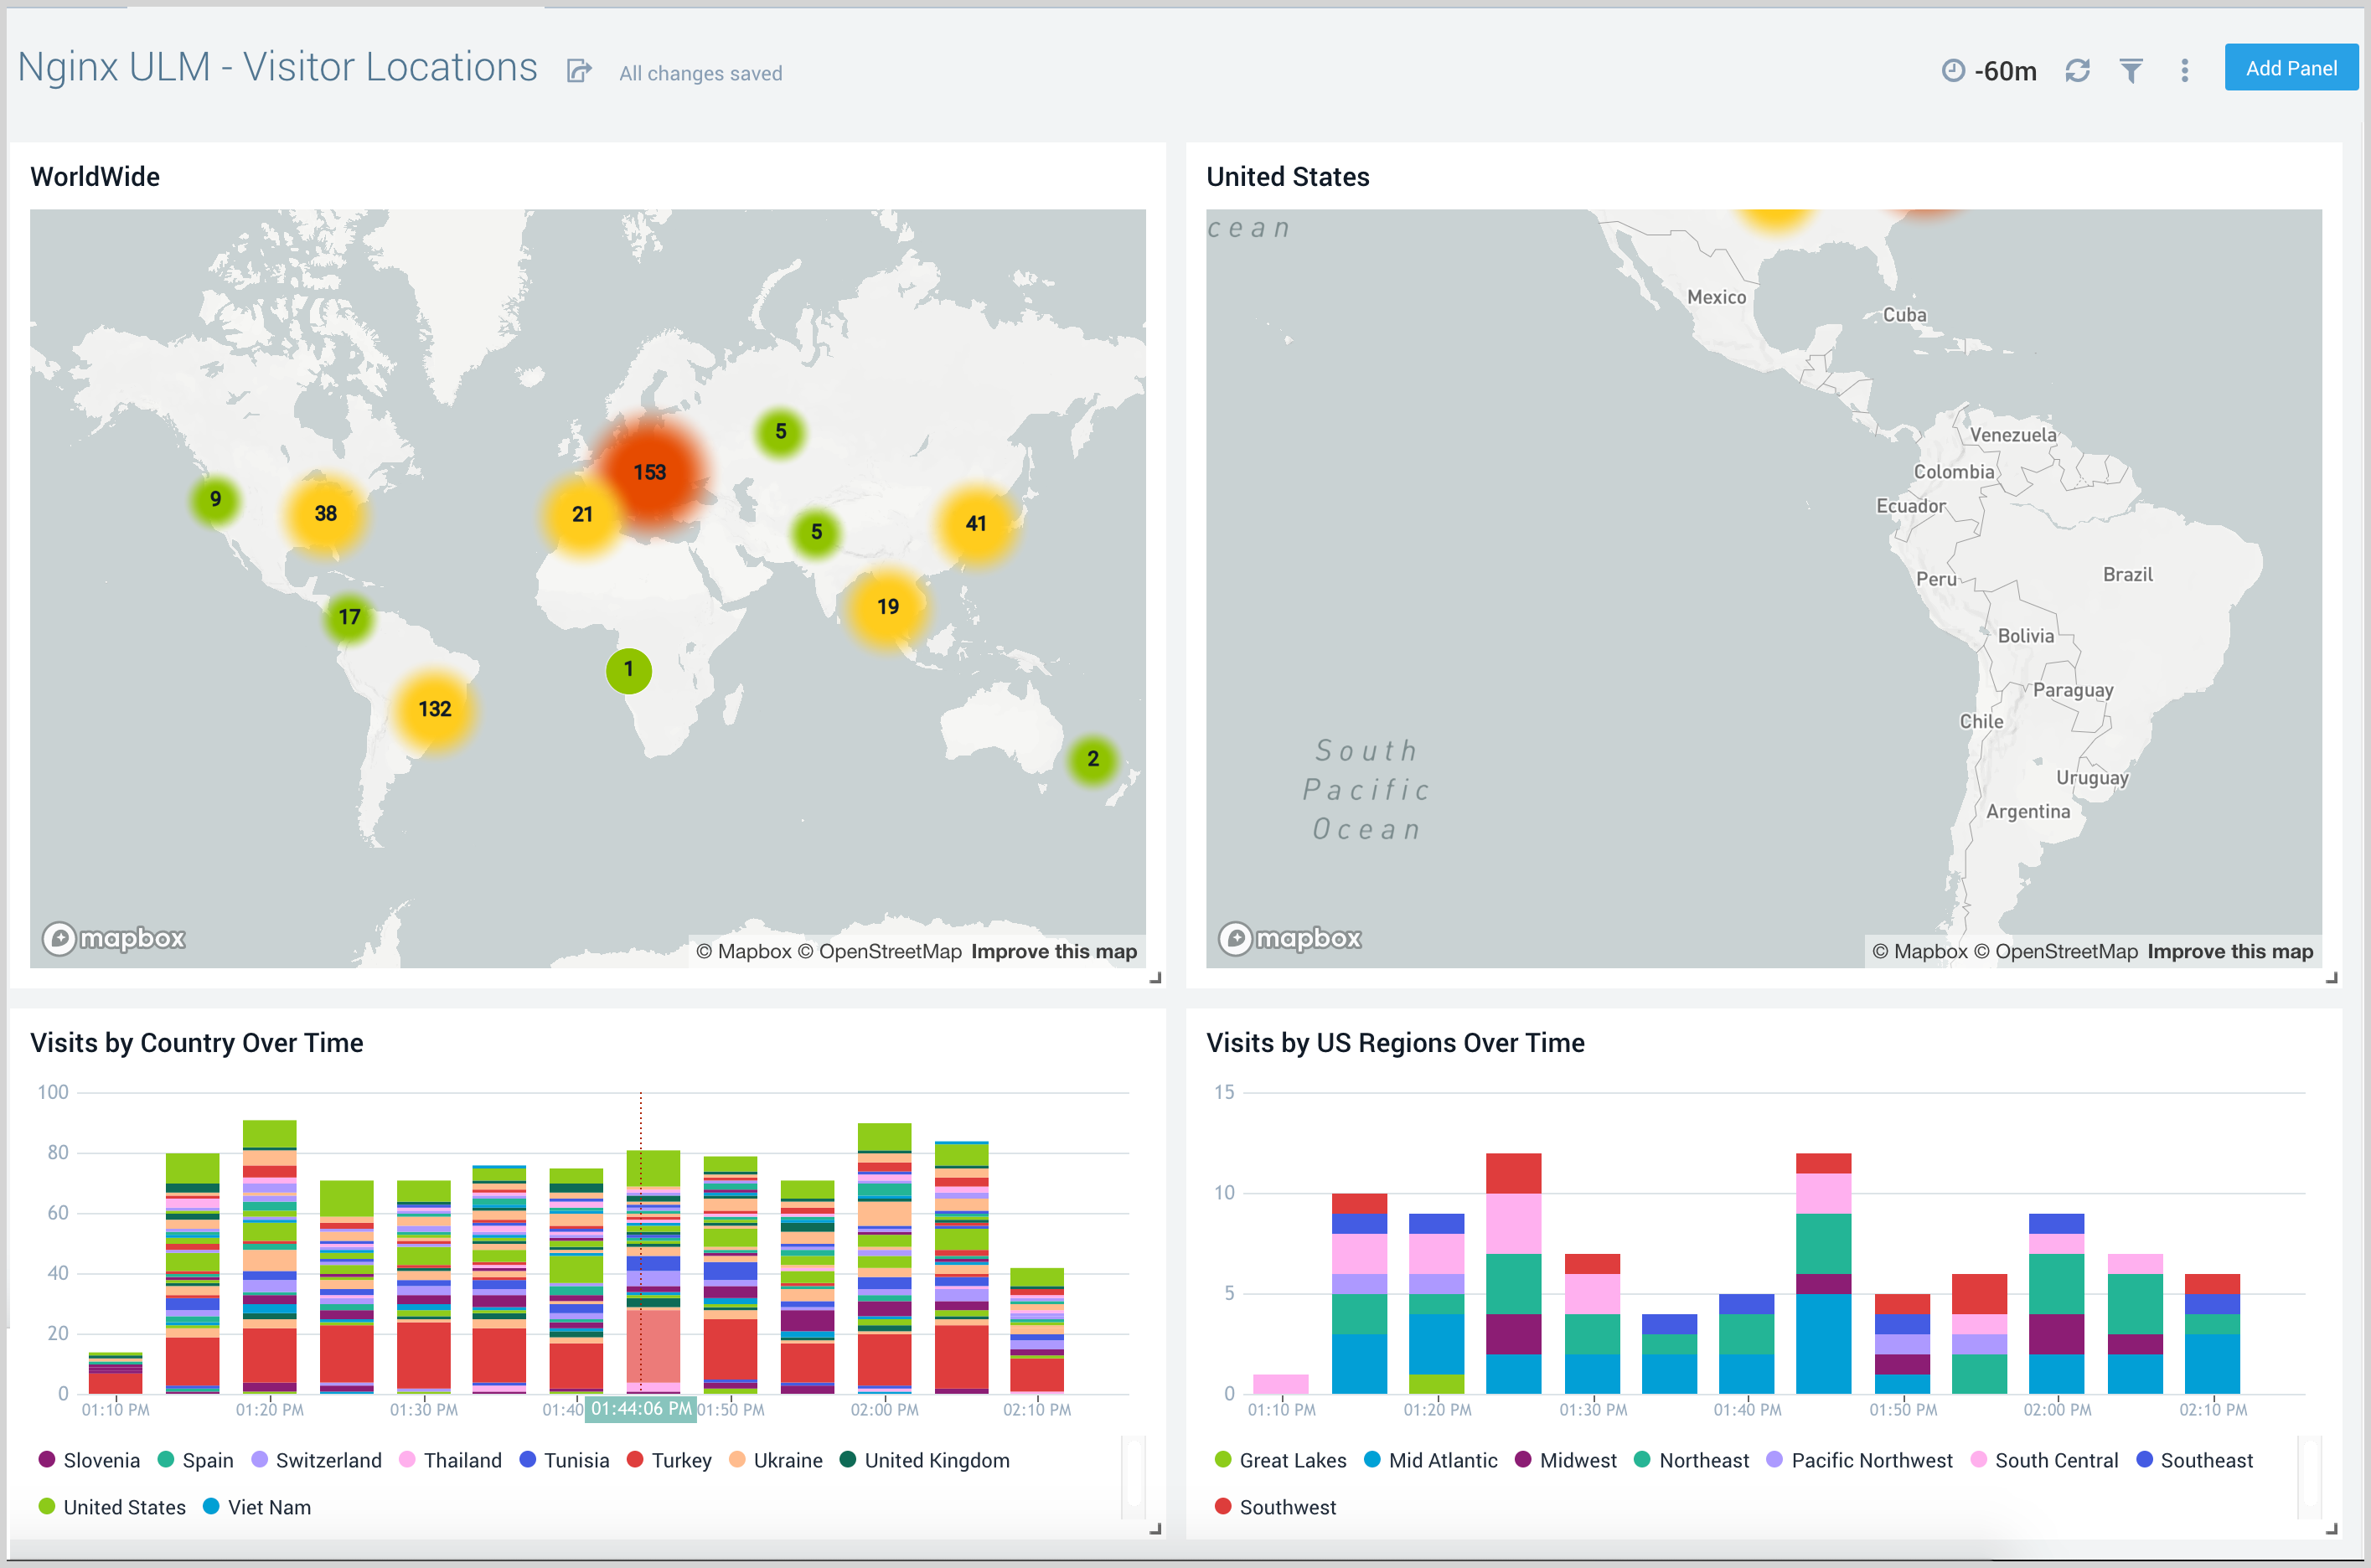 Nginx ULM - Visitor Locations
All changes saved
-60m
Add Panel
WorldWide
5
153
9
38
21
5
41
17
19
1
132
2
mapbox
© Mapbox © OpenStreetMap Improve this map
United States
cean
Mexico
Cuba
Venezuela
Colombia
Ecuador
Peru
Brazil
Bolivia
Paraguay
Chile
South
Pacific
Ocean
Uruguay
Argentina
mapbox
© Mapbox © OpenStreetMap Improve this map
Visits by Country Over Time
100
80
60
40
20
0
01:10 PM 01:20 PM 01:30 PM 01:40 01:44:06 PM 01:50 PM 02:00 PM 02:10 PM
Slovenia Spain Switzerland Thailand Tunisia Turkey Ukraine United Kingdom
United States Viet Nam
Visits by US Regions Over Time
15
10
5
0
01:10 PM 01:20 PM 01:30 PM 01:40 PM 01:50 PM 02:00 PM 02:10 PM
Great Lakes Mid Atlantic Midwest Northeast Pacific Northwest South Central Southeast
Southwest